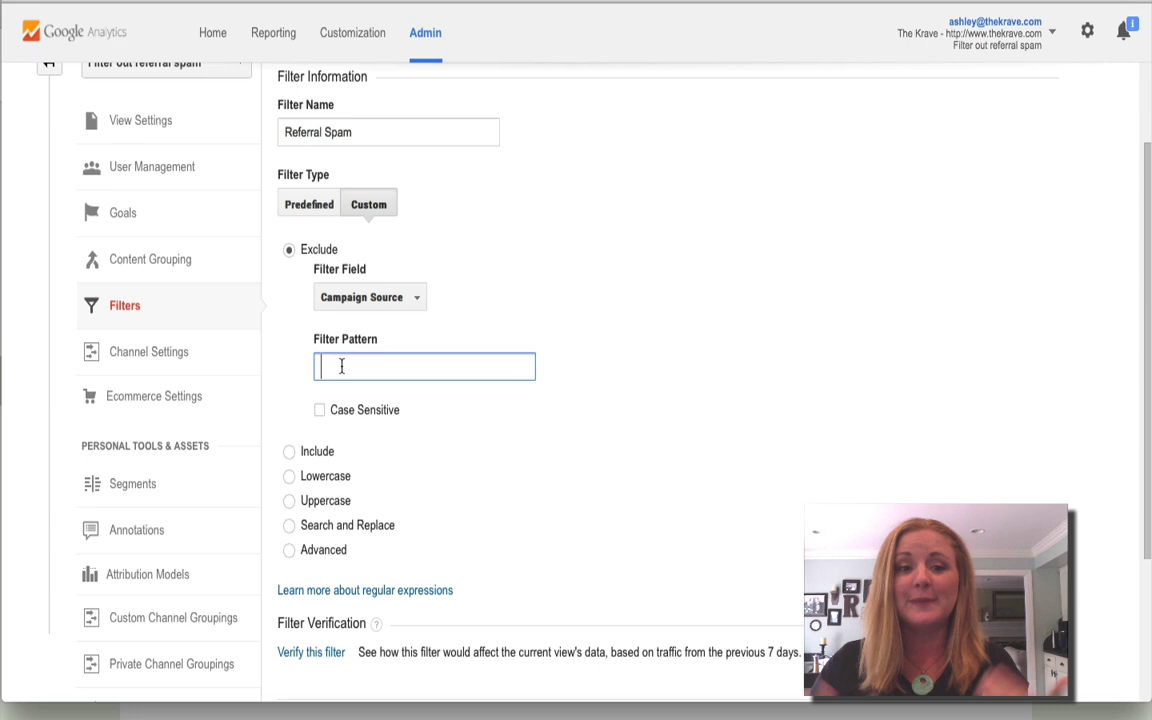 Google Analytics
Home
Reporting
Customization
Admin
ashley@thekrave.com
The Krave - http://www.thekrave.com
Filter out referral spam
1
Filter out referral spam
View Settings
User Management
Goals
Content Grouping
Filters
Channel Settings
Ecommerce Settings
PERSONAL TOOLS & ASSETS
Segments
Annotations
Attribution Models
Custom Channel Groupings
Private Channel Groupings
Filter Information
Filter Name
Referral Spam
Filter Type
Predefined
Custom
Exclude
Filter Field
Campaign Source
Filter Pattern
Case Sensitive
Include
Lowercase
Uppercase
Search and Replace
Advanced
Learn more about regular expressions
Filter Verification ?
Verify this filter See how this filter would affect the current view's data, based on traffic from the previous 7 days.
R